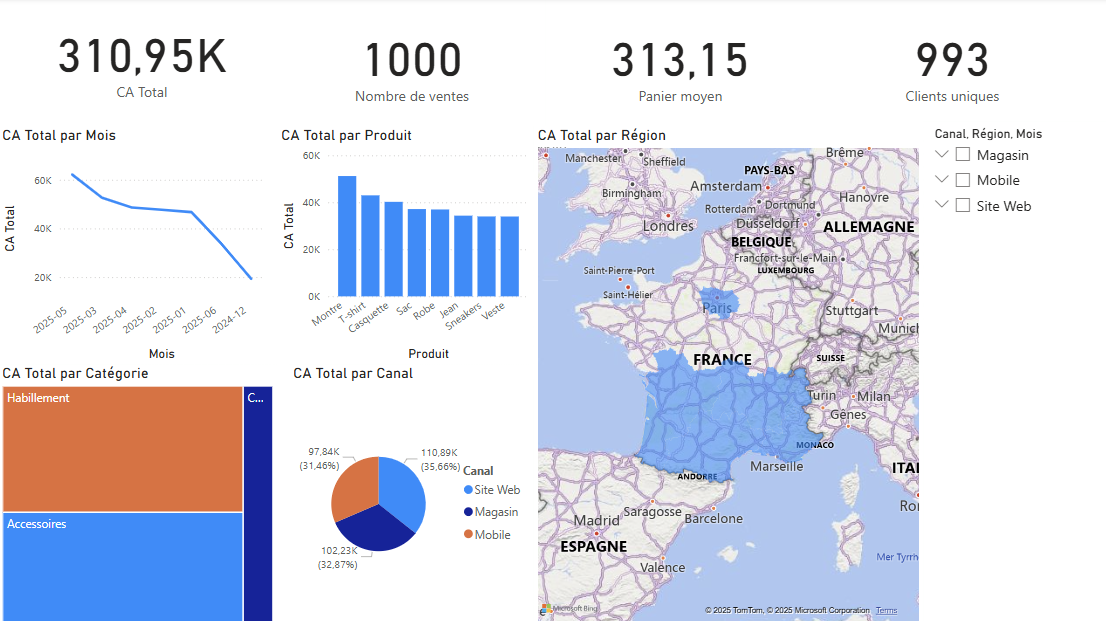 310,95K
CA Total
1000
Nombre de ventes
313,15
Panier moyen
993
Clients uniques
CA Total par Mois
60K
40K
20K
CA Total
2025-05
2025-03
2025-04
2025-02
2025-01
2025-06
2024-12
Mois
CA Total par Produit
60K
40K
20K
0K
CA Total
Montre
T-shirt
Casquette
Sac
Robe
Jean
Sneakers
Veste
Produit
CA Total par Région
Manchester
Sheffield
Birmingham
Londres
PAYS-BAS
Amsterdam
Rotterdam
Dortmund
Düsseldorf
Brême
Hanovre
ALLEMAGNE
BELGIQUE
Francfort-sur-le-Main
LUXEMBOURG
Saint-Pierre-Port
Saint-Hélier
Paris
Stuttgart
Munich
FRANCE
SUISSE
Turin
Milan
Gênes
MONACO
Marseille
ANDORRE
ITAL
Ron
Saragosse
Barcelone
Madrid
ESPAGNE
Valence
Mer Tyrrh
Microsoft Bing
© 2025 TomTom, © 2025 Microsoft Corporation Terms
Canal, Région, Mois
Magasin
Mobile
Site Web
CA Total par Catégorie
Habillement
C...
Accessoires
CA Total par Canal
97,84K
(31,46%)
110,89K
(35,66%)
102,23K
(32,87%)
Canal
Site Web
Magasin
Mobile